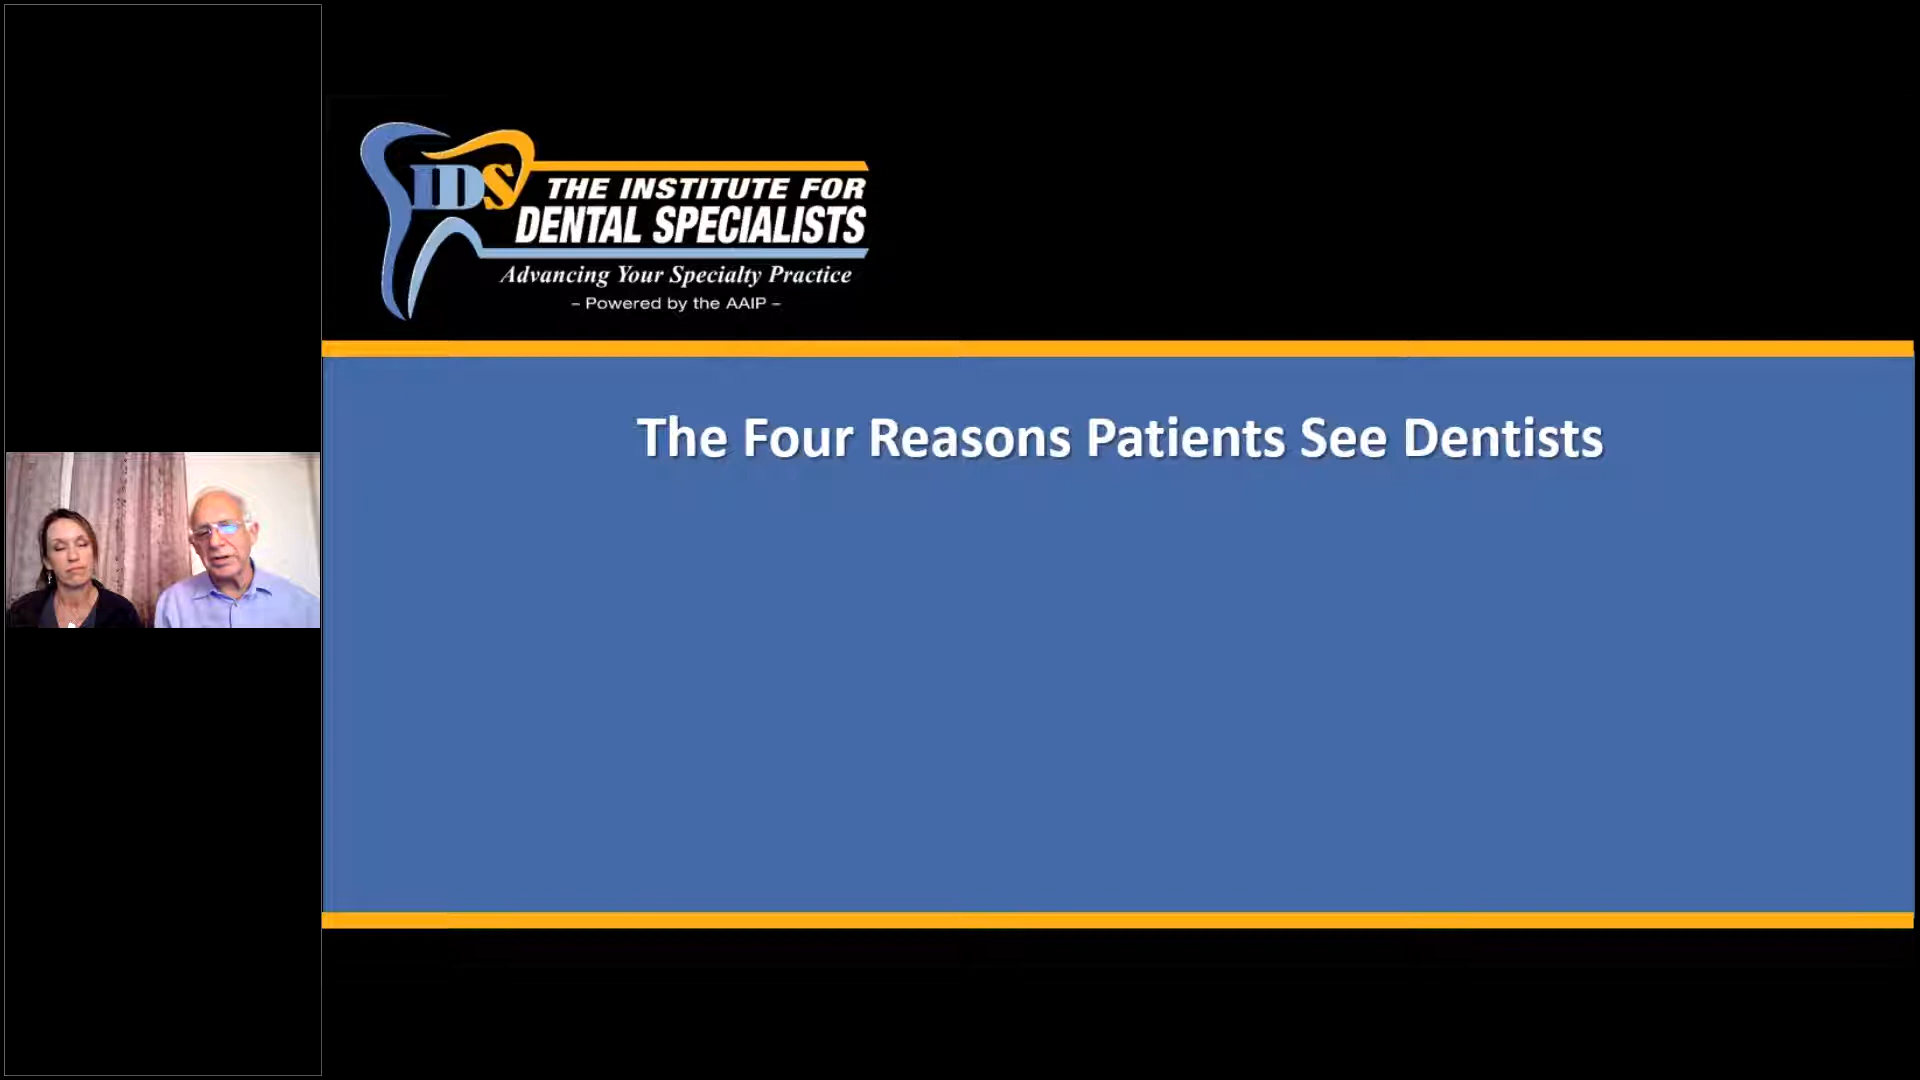 IDS
THE INSTITUTE FOR
DENTAL SPECIALISTS
Advancing Your Specialty Practice
– Powered by the AAIP –
The Four Reasons Patients See Dentists